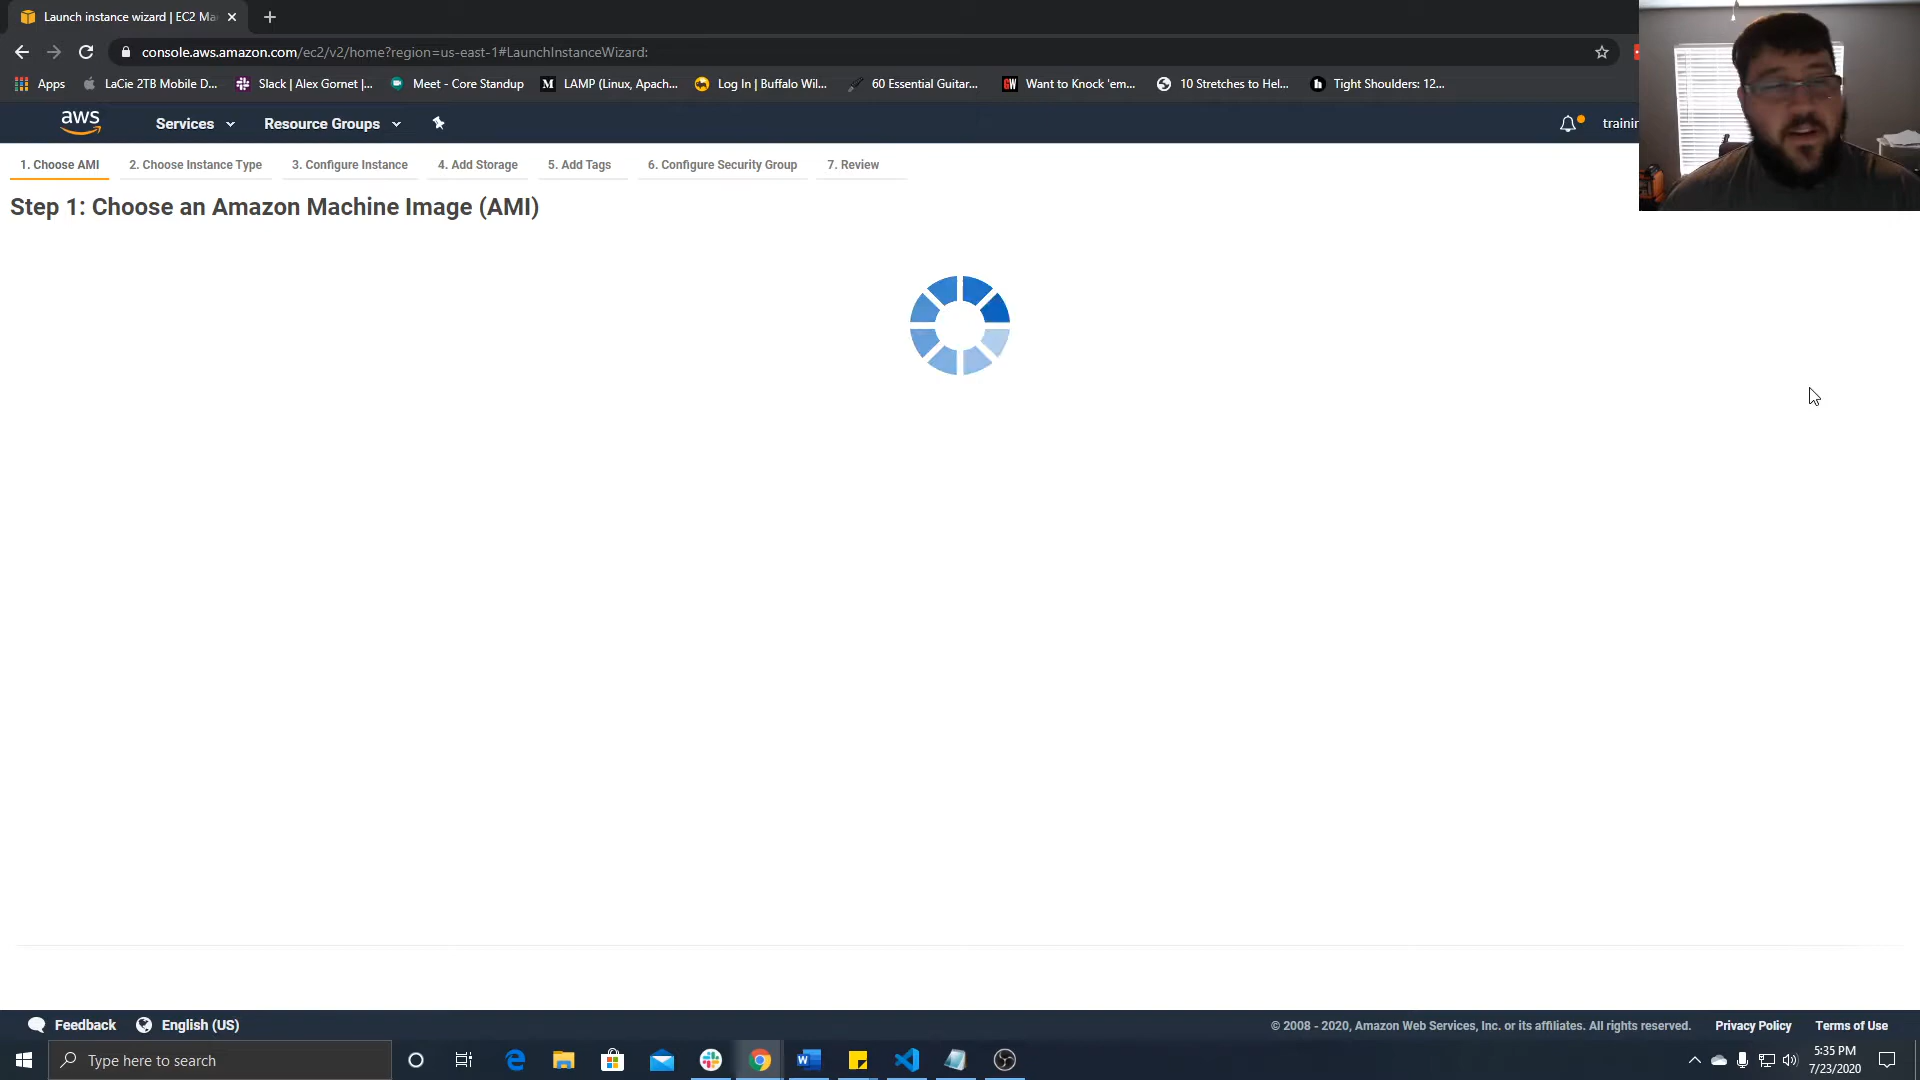 Launch instance wizard | EC2 Ma
console.aws.amazon.com/ec2/v2/home?region=us-east-1#LaunchInstanceWizard:
Apps
LaCie 2TB Mobile D...
Slack | Alex Gornet |...
Meet - Core Standup
M
LAMP (Linux, Apach...
Log In | Buffalo Wil...
60 Essential Guitar...
GW
Want to Knock 'em...
10 Stretches to Hel...
h
Tight Shoulders: 12...
aws
Services
Resource Groups
trainin
1. Choose AMI
2. Choose Instance Type
3. Configure Instance
4. Add Storage
5. Add Tags
6. Configure Security Group
7. Review
Step 1: Choose an Amazon Machine Image (AMI)
Feedback
English (US)
© 2008 - 2020, Amazon Web Services, Inc. or its affiliates. All rights reserved.
Privacy Policy
Terms of Use
Type here to search
5:35 PM
7/23/2020